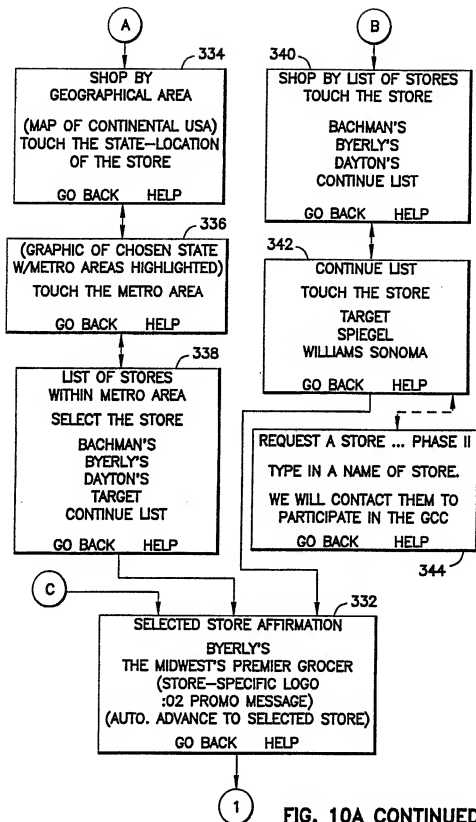 A
334
SHOP BY
GEOGRAPHICAL AREA
(MAP OF CONTINENTAL USA)
TOUCH THE STATE–LOCATION
OF THE STORE
GO BACK HELP
336
(GRAPHIC OF CHOSEN STATE
W/METRO AREAS HIGHLIGHTED)
TOUCH THE METRO AREA
GO BACK HELP
338
LIST OF STORES
WITHIN METRO AREA
SELECT THE STORE
BACHMAN'S
BYERLY'S
DAYTON'S
TARGET
CONTINUE LIST
GO BACK HELP
B
340
SHOP BY LIST OF STORES
TOUCH THE STORE
BACHMAN'S
BYERLY'S
DAYTON'S
CONTINUE LIST
GO BACK HELP
342
CONTINUE LIST
TOUCH THE STORE
TARGET
SPIEGEL
WILLIAMS SONOMA
GO BACK HELP
REQUEST A STORE ... PHASE II
TYPE IN A NAME OF STORE.
WE WILL CONTACT THEM TO
PARTICIPATE IN THE GCC
GO BACK HELP
344
C
332
SELECTED STORE AFFIRMATION
BYERLY'S
THE MIDWEST'S PREMIER GROCER
(STORE–SPECIFIC LOGO
:02 PROMO MESSAGE)
(AUTO. ADVANCE TO SELECTED STORE)
GO BACK HELP
1
FIG. 10A CONTINUED